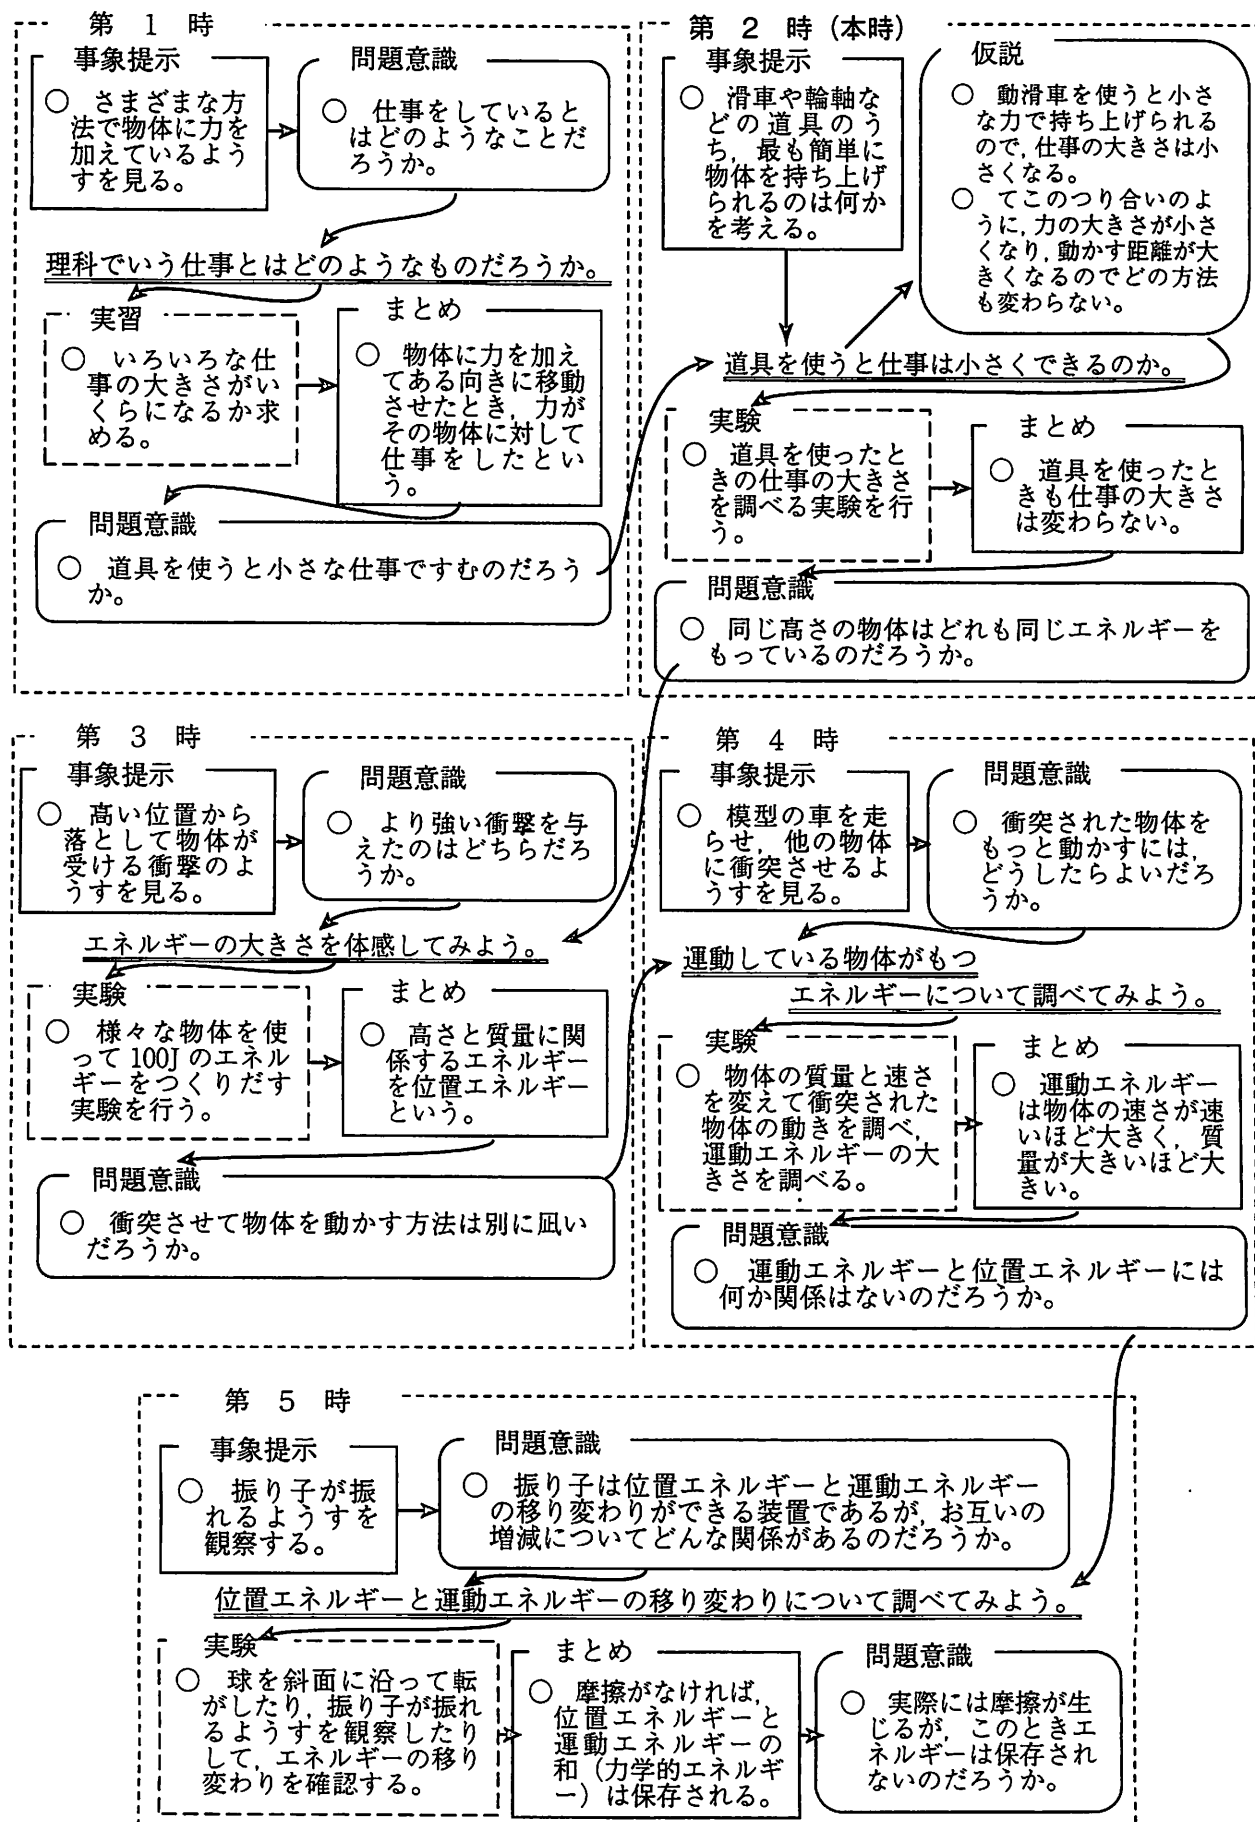 第 1 時
事象提示
○ さまざまな方
法で物体に力を
加えているよう
すを見る。
問題意識
○ 仕事をしていると
はどのようなことだ
ろうか。
理科でいう仕事とはどのようなものだろうか。
実習
○ いろいろな仕
事の大きさがい
くらになるか求
める。
まとめ
○ 物体に力を加え
てある向きに移動
させたとき，力が
その物体に対して
仕事をしたとい
う。
問題意識
○ 道具を使うと小さな仕事ですむのだろう
か。
第 2 時（本時）
事象提示
○ 滑車や輪軸な
どの道具のう
ち，最も簡単に
物体を持ち上げ
られるのは何か
を考える。
仮説
○ 動滑車を使うと小さ
な力で持ち上げられる
ので，仕事の大きさは小
さくなる。
○ てこのつり合いのよ
うに，力の大きさが小さ
くなり，動かす距離が大
きくなるのでどの方法
も変わらない。
道具を使うと仕事は小さくできるのか。
実験
○ 道具を使ったと
きの仕事の大きさ
を調べる実験を行
う。
まとめ
○ 道具を使ったと
きも仕事の大きさ
は変わらない。
問題意識
○ 同じ高さの物体はどれも同じエネルギーを
もっているのだろうか。
第 3 時
事象提示
○ 高い位置から
落として物体が
受ける衝撃のよ
うすを見る。
問題意識
○ より強い衝撃を与
えたのはどちらだろ
うか。
エネルギーの大きさを体感してみよう。
実験
○ 様々な物体を使
って100Jのエネル
ギーをつくりだす
実験を行う。
まとめ
○ 高さと質量に関
係するエネルギー
を位置エネルギー
という。
問題意識
○ 衝突させて物体を動かす方法は別に凪い
だろうか。
第 4 時
事象提示
○ 模型の車を走
らせ，他の物体
に衝突させるよ
うすを見る。
問題意識
○ 衝突された物体を
もっと動かすには，
どうしたらよいだろ
うか。
運動している物体がもつ
エネルギーについて調べてみよう。
実験
○ 物体の質量と速さ
を変えて衝突された
物体の動きを調べ，
運動エネルギーの大
きさを調べる。
まとめ
○ 運動エネルギー
は物体の速さが速
いほど大きく，質
量が大きいほど大
きい。
問題意識
○ 運動エネルギーと位置エネルギーには
何か関係はないのだろうか。
第 5 時
事象提示
○ 振り子が振
れるようすを
観察する。
問題意識
○ 振り子は位置エネルギーと運動エネルギー
の移り変わりができる装置であるが，お互いの
増減についてどんな関係があるのだろうか。
位置エネルギーと運動エネルギーの移り変わりについて調べてみよう。
実験
○ 球を斜面に沿って転
がしたり，振り子が振れ
るようすを観察したり
して，エネルギーの移り
変わりを確認する。
まとめ
○ 摩擦がなければ，
位置エネルギーと
運動エネルギーの
和（力学的エネルギ
ー）は保存される。
問題意識
○ 実際には摩擦が生
じるが，このときエ
ネルギーは保存され
ないのだろうか。